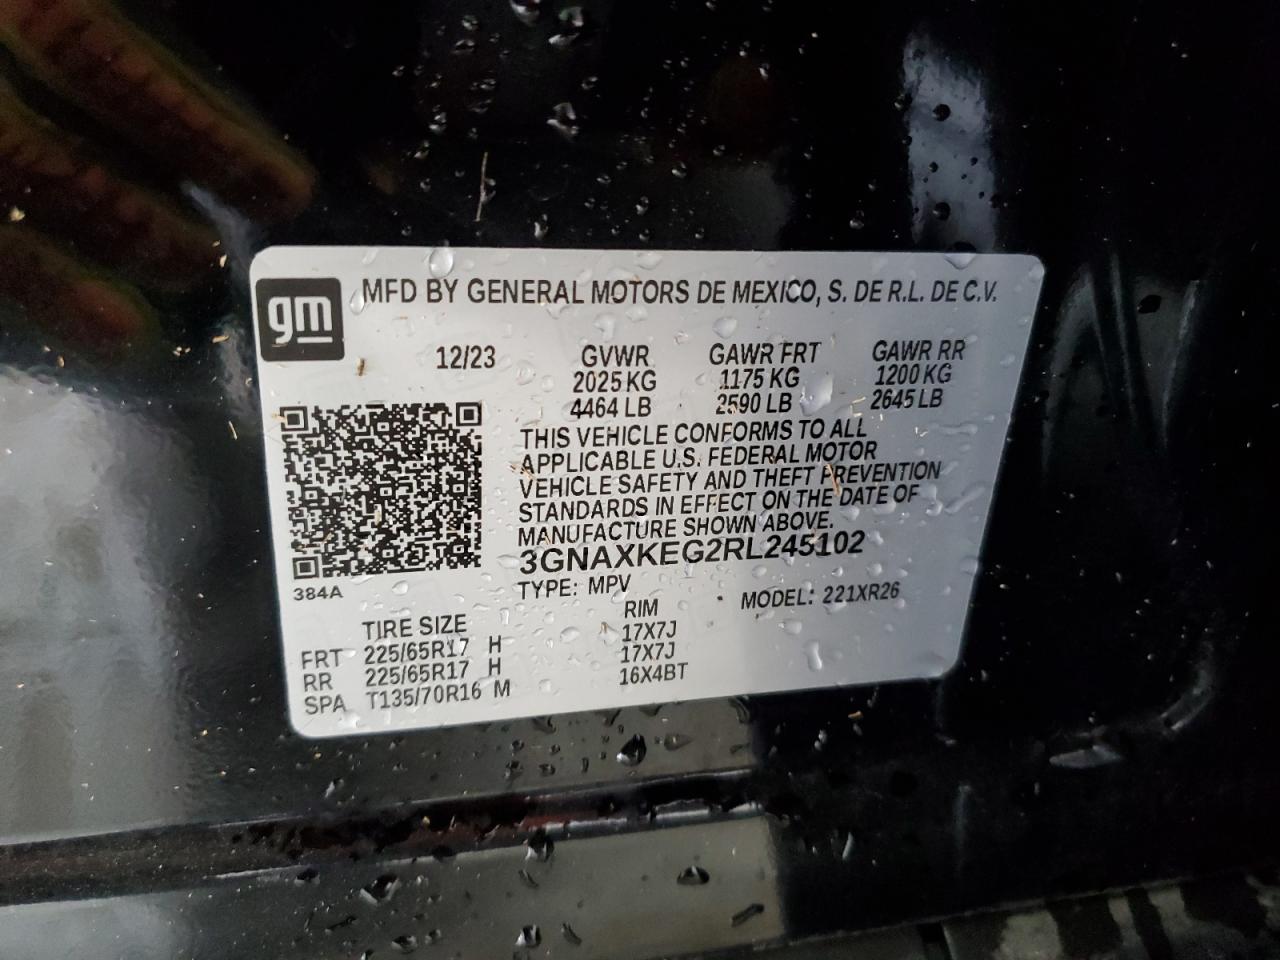 gm
MFD BY GENERAL MOTORS DE MEXICO, S. DE R.L. DE C.V.
12/23 GVWR GAWR FRT GAWR RR
2025 KG 1175 KG 1200 KG
4464 LB 2590 LB 2645 LB
THIS VEHICLE CONFORMS TO ALL
APPLICABLE U.S. FEDERAL MOTOR
VEHICLE SAFETY AND THEFT PREVENTION
STANDARDS IN EFFECT ON THE DATE OF
MANUFACTURE SHOWN ABOVE.
3GNAXKEG2RL245102
384A
TYPE: MPV MODEL: 221XR26
TIRE SIZE RIM
FRT 225/65R17 H 17X7J
RR 225/65R17 H 17X7J
SPA T135/70R16 M 16X4BT